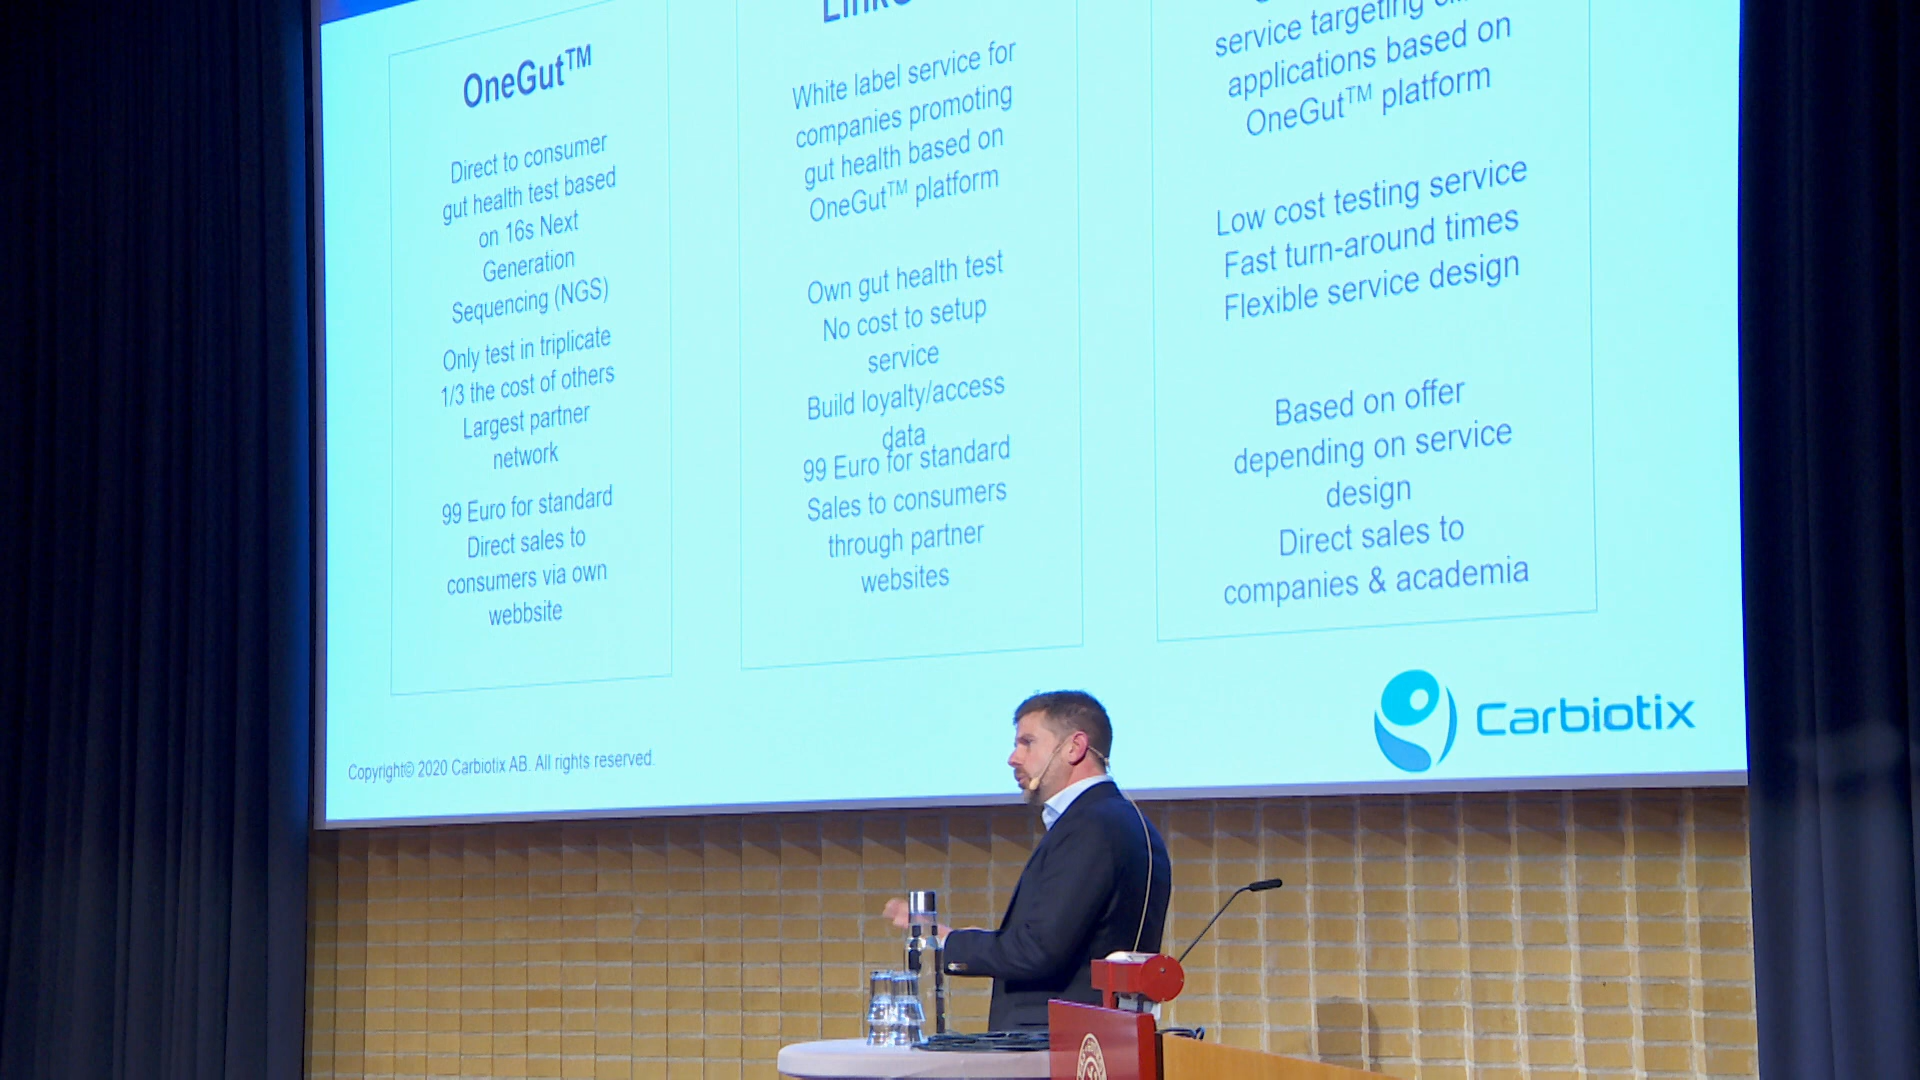 OneGut™
Direct to consumer
gut health test based
on 16s Next
Generation
Sequencing (NGS)
Only test in triplicate
1/3 the cost of others
Largest partner
network
99 Euro for standard
Direct sales to
consumers via own
webbsite
White label service for
companies promoting
gut health based on
OneGut™ platform
Own gut health test
No cost to setup
service
Build loyalty/access
data
99 Euro for standard
Sales to consumers
through partner
websites
service targeting
applications based on
OneGut™ platform
Low cost testing service
Fast turn-around times
Flexible service design
Based on offer
depending on service
design
Direct sales to
companies & academia
Carbiotix
Copyright© 2020 Carbiotix AB. All rights reserved.